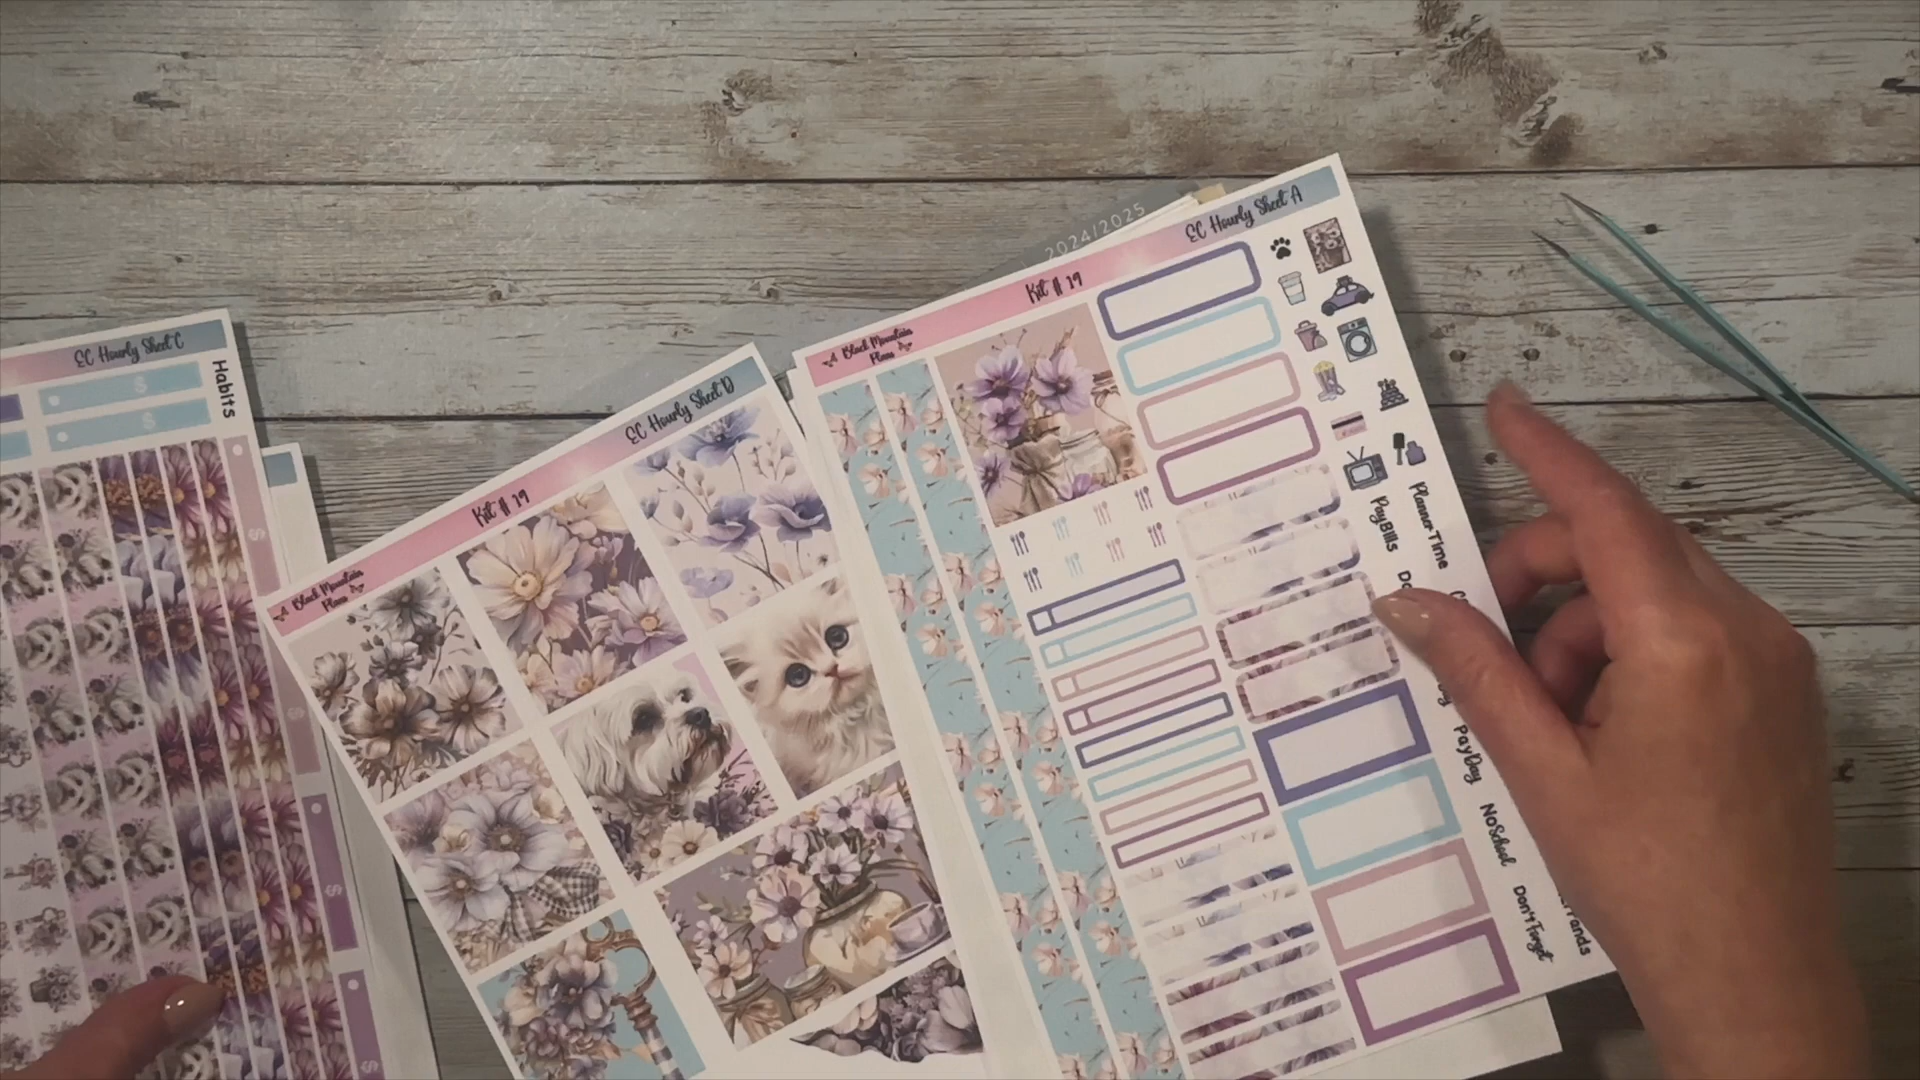 EC Hourly Sheet C
Habits
$
$
$
$
$
EC Hourly Sheet D
Kit # 19
Black Mountain
Plans
2024/2025
EC Hourly Sheet A
Kit # 19
Black Mountain
Plans
Planner Time
Pay Bills
PayDay
No School
Don't Forget